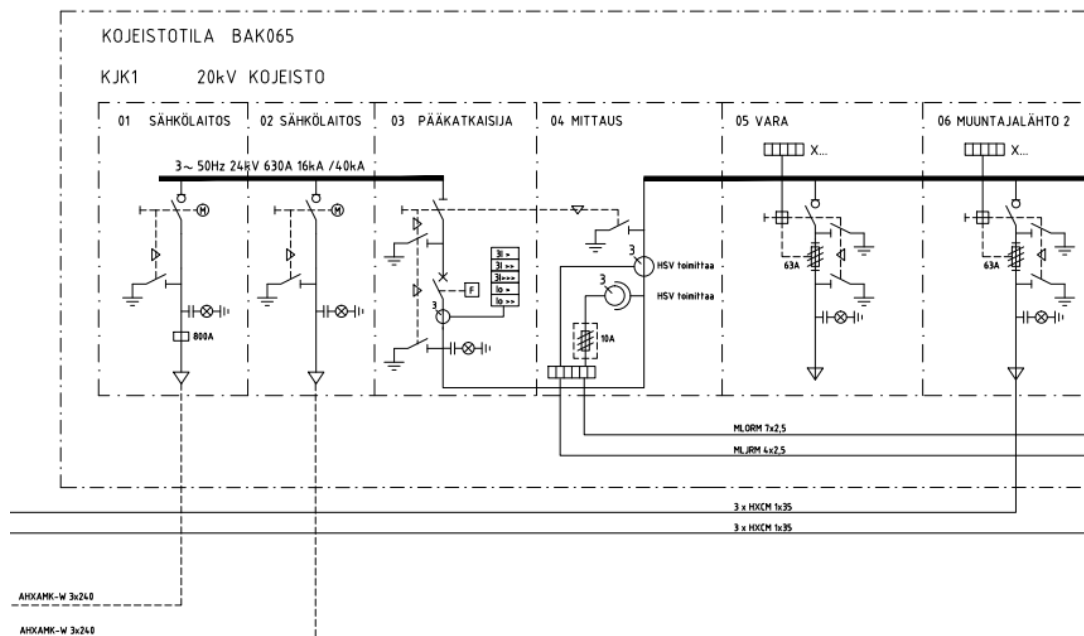 KOJEISTOTILA BAK065
KJK1 20kV KOJEISTO
01 SÄHKÖLAITOS
02 SÄHKÖLAITOS
03 PÄÄKATKAISIJA
04 MITTAUS
05 VARA
06 MUUNTAJALÄHTO 2
X...
X...
3~ 50Hz 24kV 630A 16kA /40kA
M
M
3I >
3I >>
3I>>>
Io >
Io >>
F
3
3
HSV toimittaa
3
HSV toimittaa
63A
63A
800A
10A
MLORM 7x2,5
MLJRM 4x2,5
3 x HXCM 1x35
3 x HXCM 1x35
AHXAMK-W 3x240
AHXAMK-W 3x240